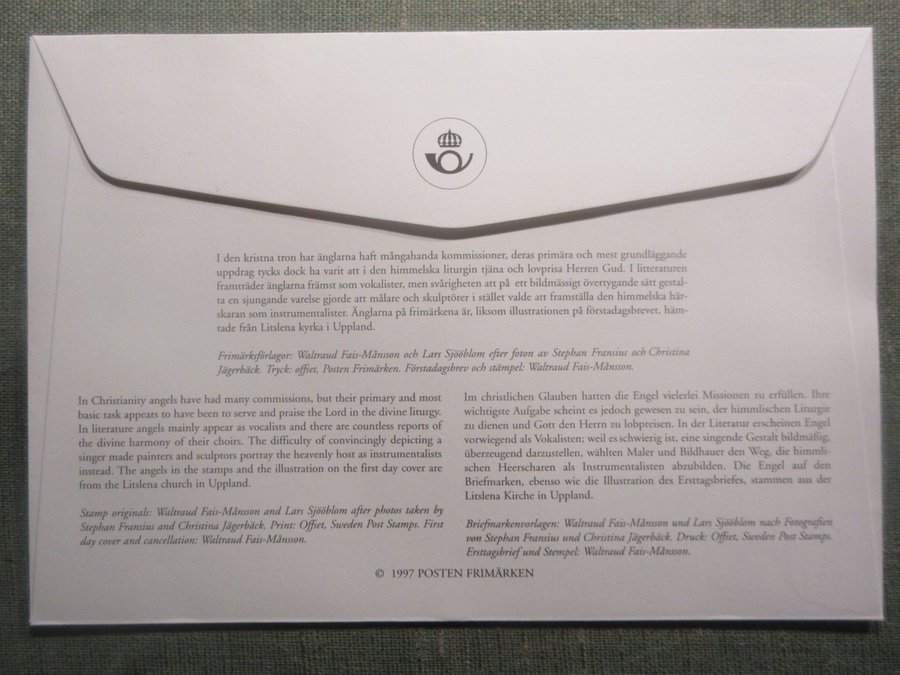 I den kristna tron har änglarna haft mångahanda kommissioner, deras primära och mest grundläggande
uppdrag tycks dock ha varit att i den himmelska liturgin tjäna och lovprisa Herren Gud. I litteraturen
framträder änglarna främst som vokalister, men svårigheten att på ett bildmässigt övertygande sätt gestal-
ta en sjungande varelse gjorde att målare och skulptörer i stället valde att framställa den himmelska här-
skaran som instrumentalister. Änglarna på frimärkena är, liksom illustrationen på förstadagsbrevet, häm-
tade från Litslena kyrka i Uppland.
Frimärksförlagor: Waltraud Fais-Månsson och Lars Sjööblom efter foton av Stephan Fransius och Christina
Jägerbäck. Tryck: offset, Posten Frimärken. Förstadagsbrev och stämpel: Waltraud Fais-Månsson.
In Christianity angels have had many commissions, but their primary and most
basic task appears to have been to serve and praise the Lord in the divine liturgy.
In literature angels mainly appear as vocalists and there are countless reports of
the divine harmony of their choirs. The difficulty of convincingly depicting a
singer made painters and sculptors portray the heavenly host as instrumentalists
instead. The angels in the stamps and the illustration on the first day cover are
from the Litslena church in Uppland.
Stamp originals: Waltraud Fais-Månsson and Lars Sjööblom after photos taken by
Stephan Fransius and Christina Jägerbäck. Print: Offset, Sweden Post Stamps. First
day cover and cancellation: Waltraud Fais-Månsson.
Im christlichen Glauben hatten die Engel vielerlei Missionen zu erfüllen. Ihre
wichtigste Aufgabe scheint es jedoch gewesen zu sein, der himmlischen Liturgie
zu dienen und Gott den Herrn zu lobpreisen. In der Literatur erscheinen Engel
vorwiegend als Vokalisten; weil es schwierig ist, eine singende Gestalt bildmäßig,
überzeugend darzustellen, wählten Maler und Bildhauer den Weg, die himmli-
schen Heerscharen als Instrumentalisten abzubilden. Die Engel auf den
Briefmarken, ebenso wie die Illustration des Ersttagsbriefes, stammen aus der
Litslena Kirche in Uppland.
Briefmarkenvorlagen: Waltraud Fais-Månsson und Lars Sjööblom nach Fotografien
von Stephan Fransius und Christina Jägerbäck. Druck: Offset, Sweden Post Stamps.
Ersttagsbrief und Stempel: Waltraud Fais-Månsson.
© 1997 POSTEN FRIMÄRKEN